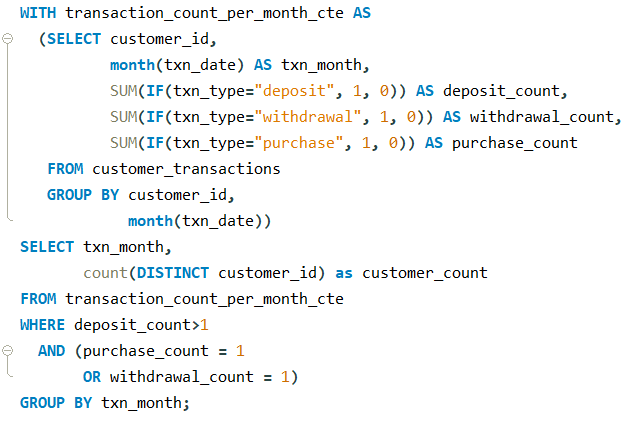 WITH transaction_count_per_month_cte AS
(SELECT customer_id,
month(txn_date) AS txn_month,
SUM(IF(txn_type="deposit", 1, 0)) AS deposit_count,
SUM(IF(txn_type="withdrawal", 1, 0)) AS withdrawal_count,
SUM(IF(txn_type="purchase", 1, 0)) AS purchase_count
FROM customer_transactions
GROUP BY customer_id,
month(txn_date))
SELECT txn_month,
count(DISTINCT customer_id) as customer_count
FROM transaction_count_per_month_cte
WHERE deposit_count>1
AND (purchase_count = 1
OR withdrawal_count = 1)
GROUP BY txn_month;